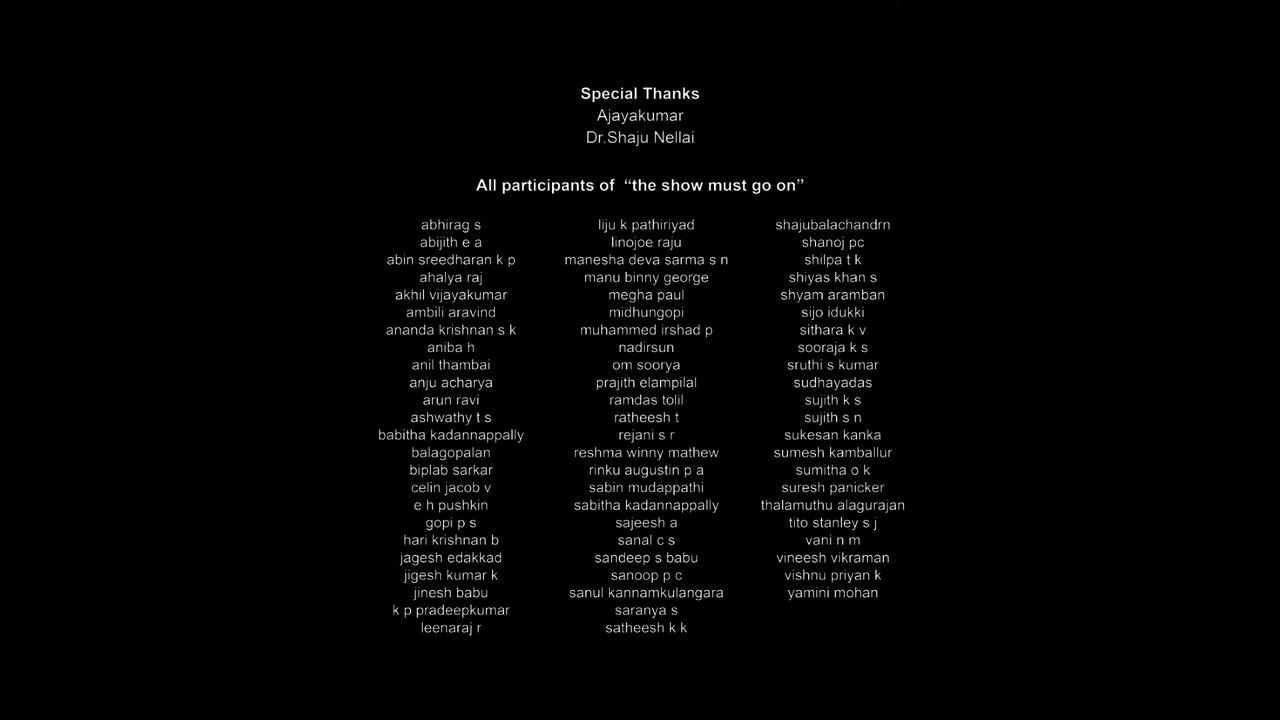 Special Thanks
Ajayakumar
Dr.Shaju Nellai
All participants of  “the show must go on”
abhirag s
abijith e a
abin sreedharan k p
ahalya raj
akhil vijayakumar
ambili aravind
ananda krishnan s k
aniba h
anil thambai
anju acharya
arun ravi
ashwathy t s
babitha kadannappally
balagopalan
biplab sarkar
celin jacob v
e h pushkin
gopi p s
hari krishnan b
jagesh edakkad
jigesh kumar k
jinesh babu
k p pradeepkumar
leenaraj r
liju k pathiriyad
linojoe raju
manesha deva sarma s n
manu binny george
megha paul
midhungopi
muhammed irshad p
nadirsun
om soorya
prajith elampilal
ramdas tolil
ratheesh t
rejani s r
reshma winny mathew
rinku augustin p a
sabin mudappathi
sabitha kadannappally
sajeesh a
sanal c s
sandeep s babu
sanoop p c
sanul kannamkulangara
saranya s
satheesh k k
shajubalachandrn
shanoj pc
shilpa t k
shiyas khan s
shyam aramban
sijo idukki
sithara k v
sooraja k s
sruthi s kumar
sudhayadas
sujith k s
sujith s n
sukesan kanka
sumesh kamballur
sumitha o k
suresh panicker
thalamuthu alagurajan
tito stanley s j
vani n m
vineesh vikraman
vishnu priyan k
yamini mohan